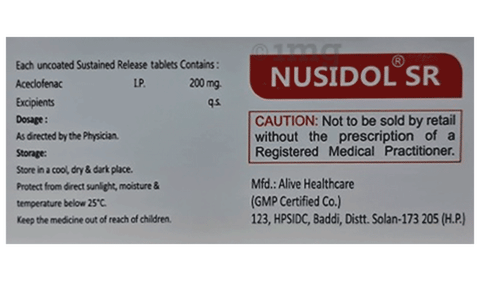 Each uncoated Sustained Release tablets Contains :
Aceclofenac I.P. 200 mg.
Excipients q.s.
Dosage :
As directed by the Physician.
Storage:
Store in a cool, dry & dark place.
Protect from direct sunlight, moisture &
temperature below 25°C.
Keep the medicine out of reach of children.
1mg
NUSIDOL® SR
CAUTION: Not to be sold by retail
without the prescription of a
Registered Medical Practitioner.
Mfd.: Alive Healthcare
(GMP Certified Co.)
123, HPSIDC, Baddi, Distt. Solan-173 205 (H.P.)